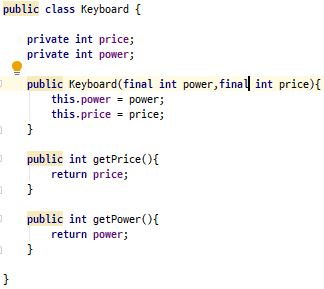 public class Keyboard {
private int price;
private int power;
public Keyboard(final int power,final int price){
this.power = power;
this.price = price;
}
public int getPrice(){
return price;
}
public int getPower(){
return power;
}
}